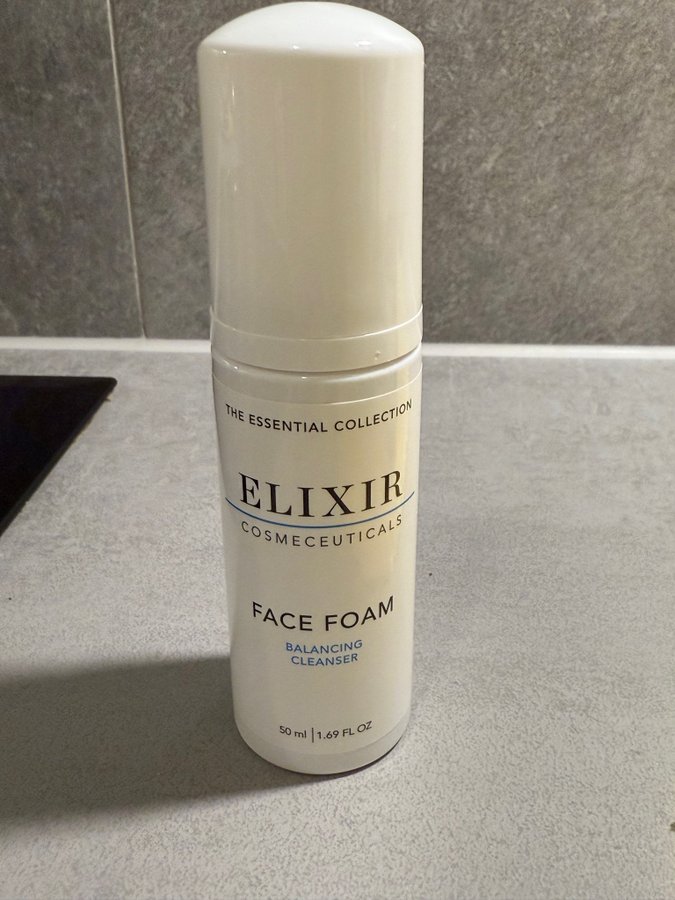 THE ESSENTIAL COLLECTION
ELIXIR
COSMECEUTICALS
FACE FOAM
BALANCING
CLEANSER
50 ml | 1.69 FL OZ